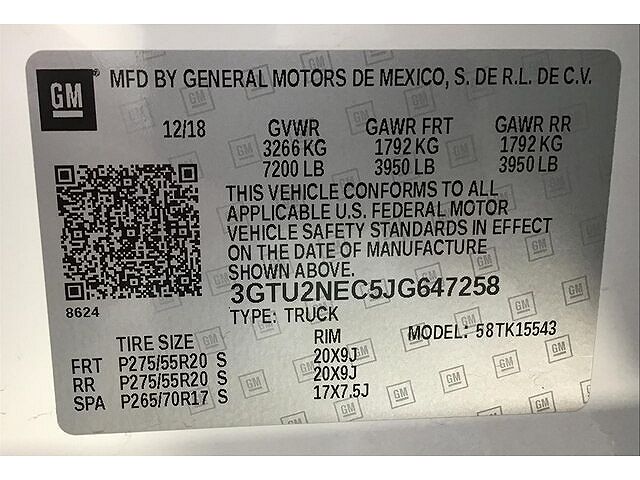 GM® MFD BY GENERAL MOTORS DE MEXICO, S. DE R.L. DE C.V.
12/18 GVWR GAWR FRT GAWR RR
3266 KG 1792 KG 1792 KG
7200 LB 3950 LB 3950 LB
THIS VEHICLE CONFORMS TO ALL
APPLICABLE U.S. FEDERAL MOTOR
VEHICLE SAFETY STANDARDS IN EFFECT
ON THE DATE OF MANUFACTURE
SHOWN ABOVE.
8624
3GTU2NEC5JG647258
TYPE: TRUCK MODEL: 58TK15543
TIRE SIZE RIM
FRT P275/55R20 S 20X9J
RR P275/55R20 S 20X9J
SPA P265/70R17 S 17X7.5J